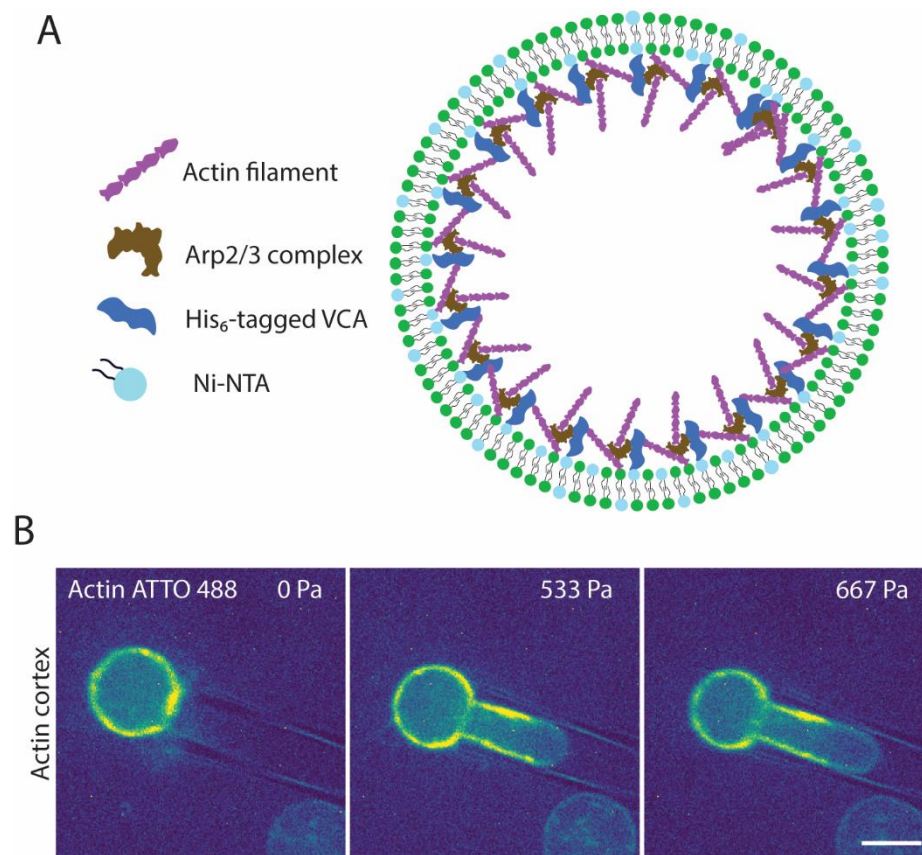 A
Actin filament
Arp2/3 complex
His₆-tagged VCA
Ni-NTA
B
Actin ATTO 488 0 Pa
533 Pa
667 Pa
Actin cortex